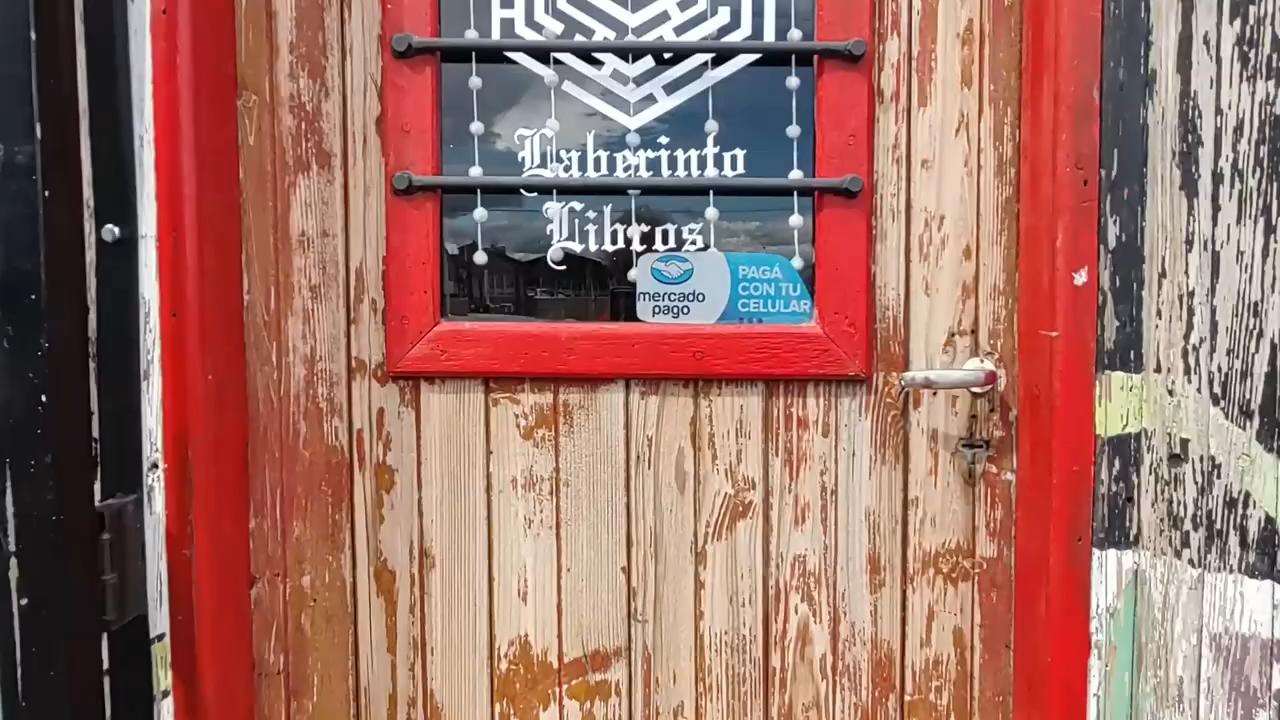 Laberinto
Libros
mercado
pago
PAGÁ
CON TU
CELULAR